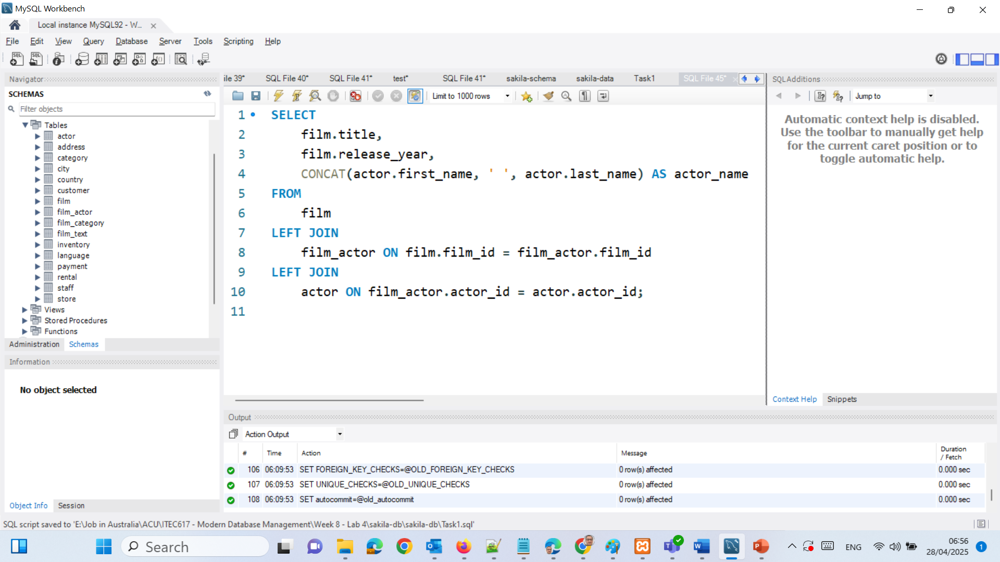 MySQL Workbench
Local instance MySQL92 - W...
File Edit View Query Database Server Tools Scripting Help
Navigator
SCHEMAS
Filter objects
Tables
actor
address
category
city
country
customer
film
film_actor
film_category
film_text
inventory
language
payment
rental
staff
store
Views
Stored Procedures
Functions
Administration Schemas
Information
No object selected
Object Info Session
ile 39* SQL File 40* SQL File 41* test* SQL File 41* sakila-schema sakila-data Task1 SQL File 45*
Limit to 1000 rows
1 SELECT
2 film.title,
3 film.release_year,
4 CONCAT(actor.first_name, ' ', actor.last_name) AS actor_name
5 FROM
6 film
7 LEFT JOIN
8 film_actor ON film.film_id = film_actor.film_id
9 LEFT JOIN
10 actor ON film_actor.actor_id = actor.actor_id;
11
SQLAdditions
Jump to
Automatic context help is disabled.
Use the toolbar to manually get help
for the current caret position or to
toggle automatic help.
Context Help Snippets
Output
Action Output
# Time Action Message Duration / Fetch
106 06:09:53 SET FOREIGN_KEY_CHECKS=@OLD_FOREIGN_KEY_CHECKS 0 row(s) affected 0.000 sec
107 06:09:53 SET UNIQUE_CHECKS=@OLD_UNIQUE_CHECKS 0 row(s) affected 0.000 sec
108 06:09:53 SET autocommit=@old_autocommit 0 row(s) affected 0.000 sec
SQL script saved to 'E:\Job in Australia\ACU\ITEC617 - Modern Database Management\Week 8 - Lab 4\sakila-db\sakila-db\Task1.sql'
Search
ENG
06:56
28/04/2025
1